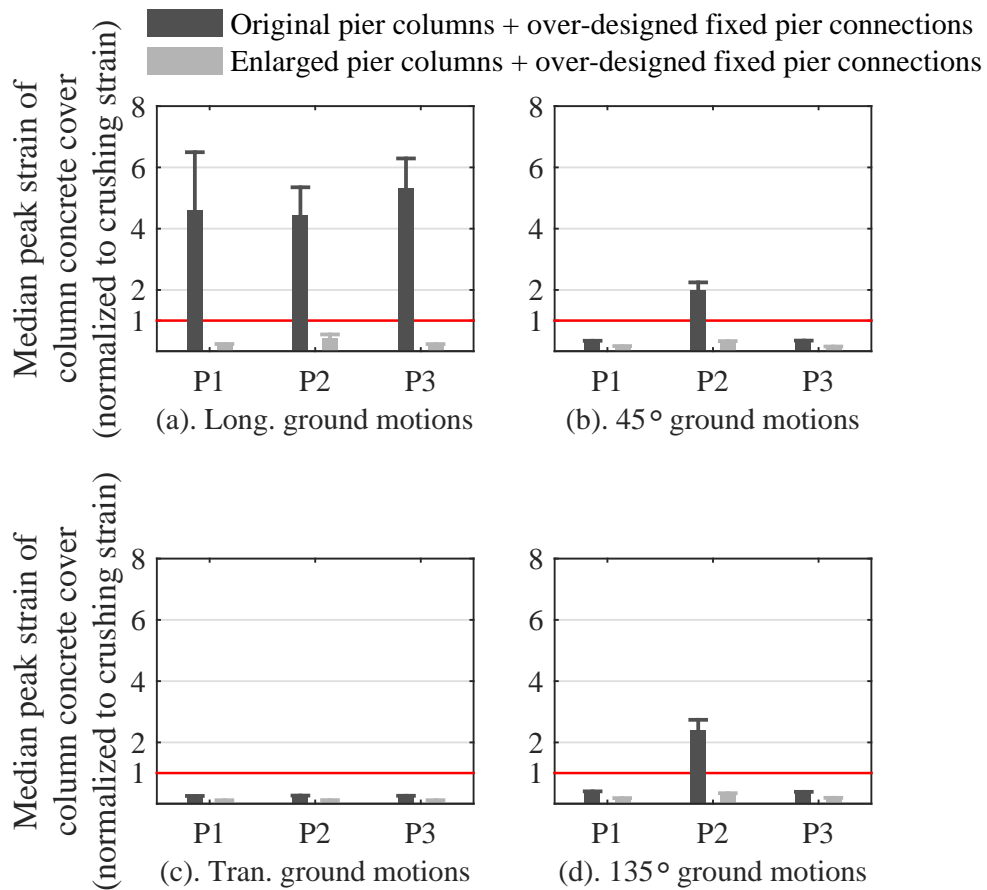 Original pier columns + over-designed fixed pier connections
Enlarged pier columns + over-designed fixed pier connections
Median peak strain of
column concrete cover
(normalized to crushing strain)
8
6
4
2
1
P1 P2 P3
(a). Long. ground motions
8
6
4
2
1
P1 P2 P3
(b). 45° ground motions
Median peak strain of
column concrete cover
(normalized to crushing strain)
8
6
4
2
1
P1 P2 P3
(c). Tran. ground motions
8
6
4
2
1
P1 P2 P3
(d). 135° ground motions